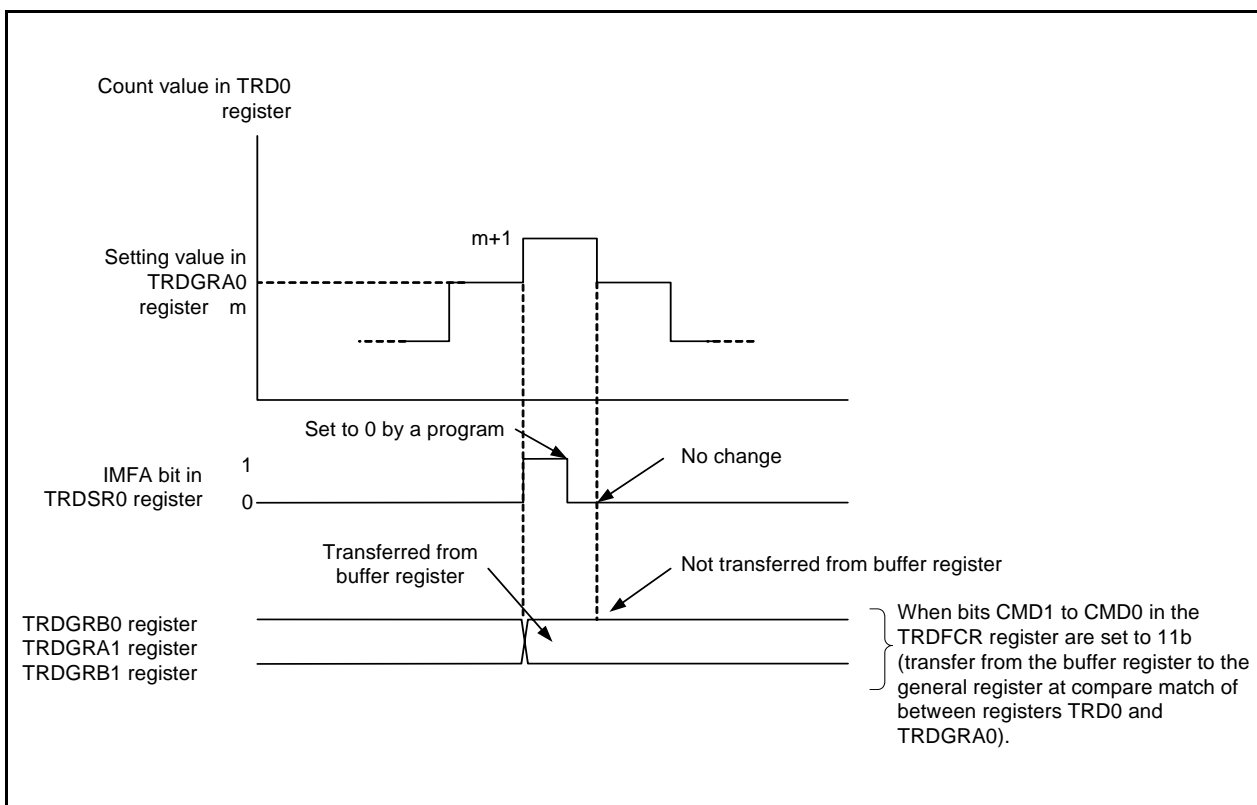 Count value in TRD0
register
m+1
Setting value in
TRDGRA0
register m
Set to 0 by a program
No change
IMFA bit in
TRDSR0 register
1
0
Transferred from
buffer register
Not transferred from buffer register
TRDGRB0 register
TRDGRA1 register
TRDGRB1 register
When bits CMD1 to CMD0 in the
TRDFCR register are set to 11b
(transfer from the buffer register to the
general register at compare match of
between registers TRD0 and
TRDGRA0).